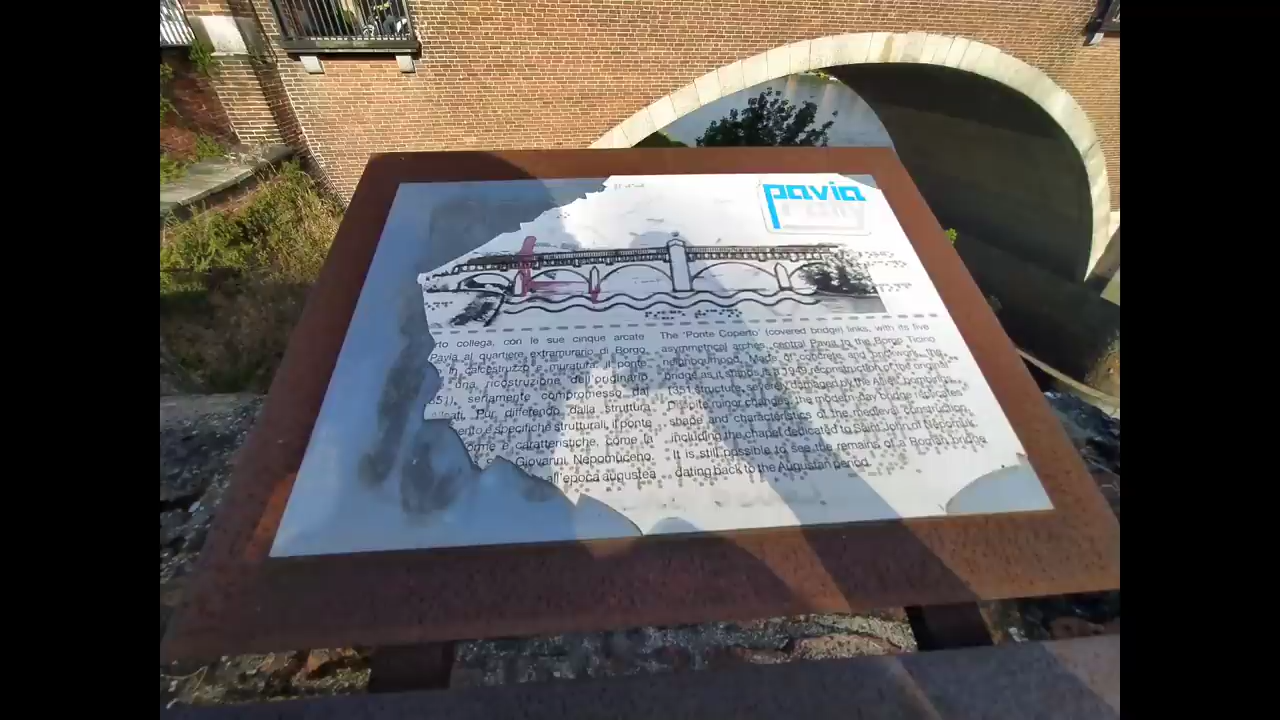 pavia
rto collega, con le sue cinque arcate
Pavia al quartiere extramurario di Borgo
in calcestruzzo e muratura, il ponte
una ricostruzione dell'originario
351), seriamente compromesso dai
alleati. Pur differendo dalla struttura
mento e specifiche strutturali, il ponte
forme e caratteristiche, come la
Giovanni Nepomuceno.
all'epoca augustea
The 'Ponte Coperto' (covered bridge) links, with its five
asymmetrical arches, central Pavia to the Borgo Ticino
neighbourhood. Made of concrete and brickwork, the
bridge as it stands is a 1949 reconstruction of the original
1351 structure, severely damaged by the Allied bombings.
Despite minor changes, the modern-day bridge replicates
shape and characteristics of the medieval construction,
including the chapel dedicated to Saint John of Nepomuk.
It is still possible to see the remains of a Roman bridge
dating back to the Augustan period.